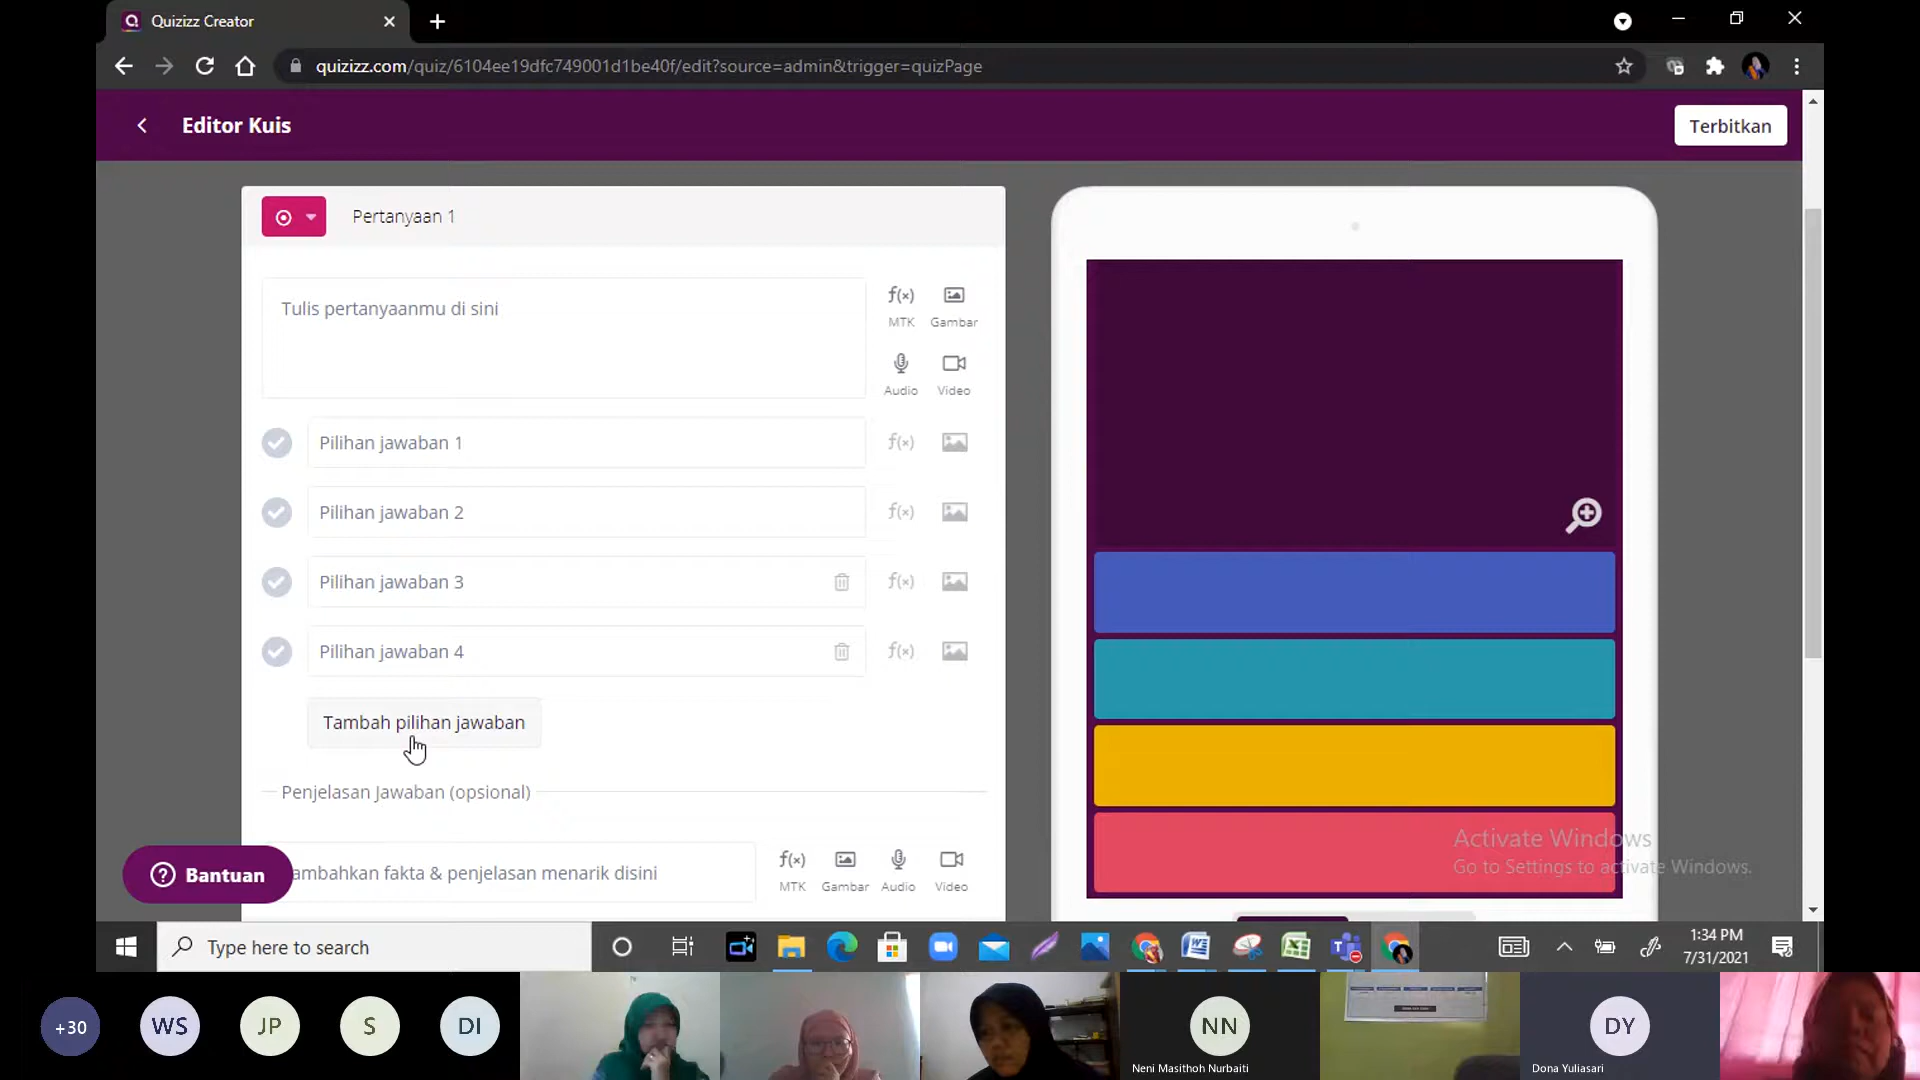 Quizizz Creator
quizizz.com/quiz/6104ee19dfc749001d1be40f/edit?source=admin&trigger=quizPage
Editor Kuis
Terbitkan
Pertanyaan 1
Tulis pertanyaanmu di sini
f(x)
MTK
Gambar
Audio
Video
Pilihan jawaban 1
f(x)
Pilihan jawaban 2
f(x)
Pilihan jawaban 3
f(x)
Pilihan jawaban 4
f(x)
Tambah pilihan jawaban
Penjelasan Jawaban (opsional)
Bantuan
ambahkan fakta & penjelasan menarik disini
f(x)
MTK
Gambar
Audio
Video
Activate Windows
Go to Settings to activate Windows.
Type here to search
1:34 PM
7/31/2021
+30
WS
JP
S
DI
NN
Neni Masithoh Nurbaiti
DY
Dona Yuliasari